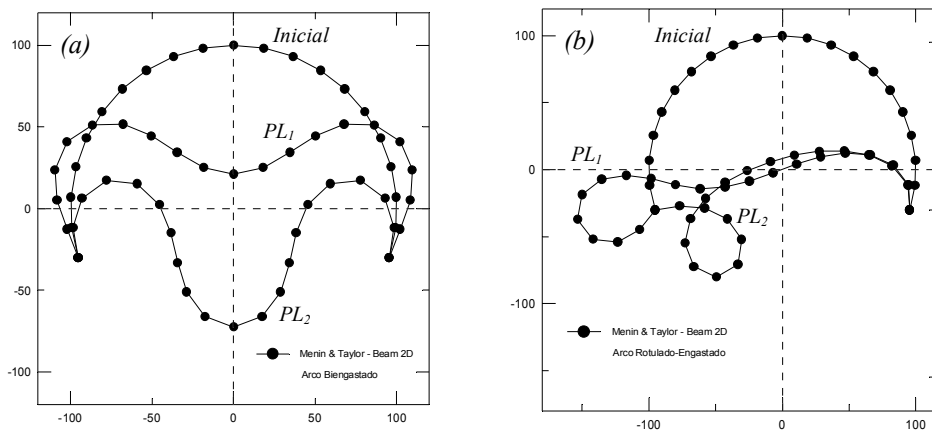 (a)
Inicial
100
50
0
-50
-100
PL1
PL2
Menin & Taylor - Beam 2D
Arco Biengastado
-100
-50
0
50
100
(b)
Inicial
100
0
-100
PL1
PL2
Menin & Taylor - Beam 2D
Arco Rotulado-Engastado
-100
0
100